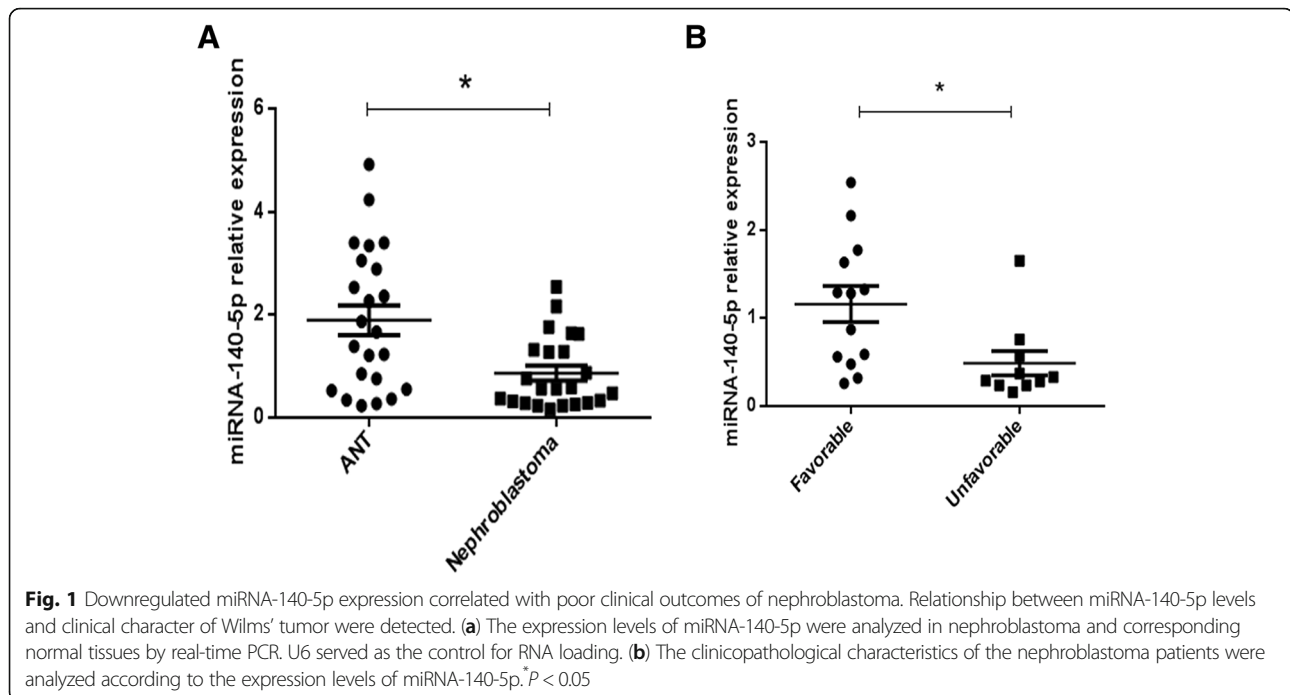 A
miRNA-140-5p relative expression
6
4
2
0
*
ANT
Nephroblastoma
B
miRNA-140-5p relative expression
3
2
1
0
*
Favorable
Unfavorable
Fig. 1 Downregulated miRNA-140-5p expression correlated with poor clinical outcomes of nephroblastoma. Relationship between miRNA-140-5p levels
and clinical character of Wilms’ tumor were detected. (a) The expression levels of miRNA-140-5p were analyzed in nephroblastoma and corresponding
normal tissues by real-time PCR. U6 served as the control for RNA loading. (b) The clinicopathological characteristics of the nephroblastoma patients were
analyzed according to the expression levels of miRNA-140-5p.*P < 0.05